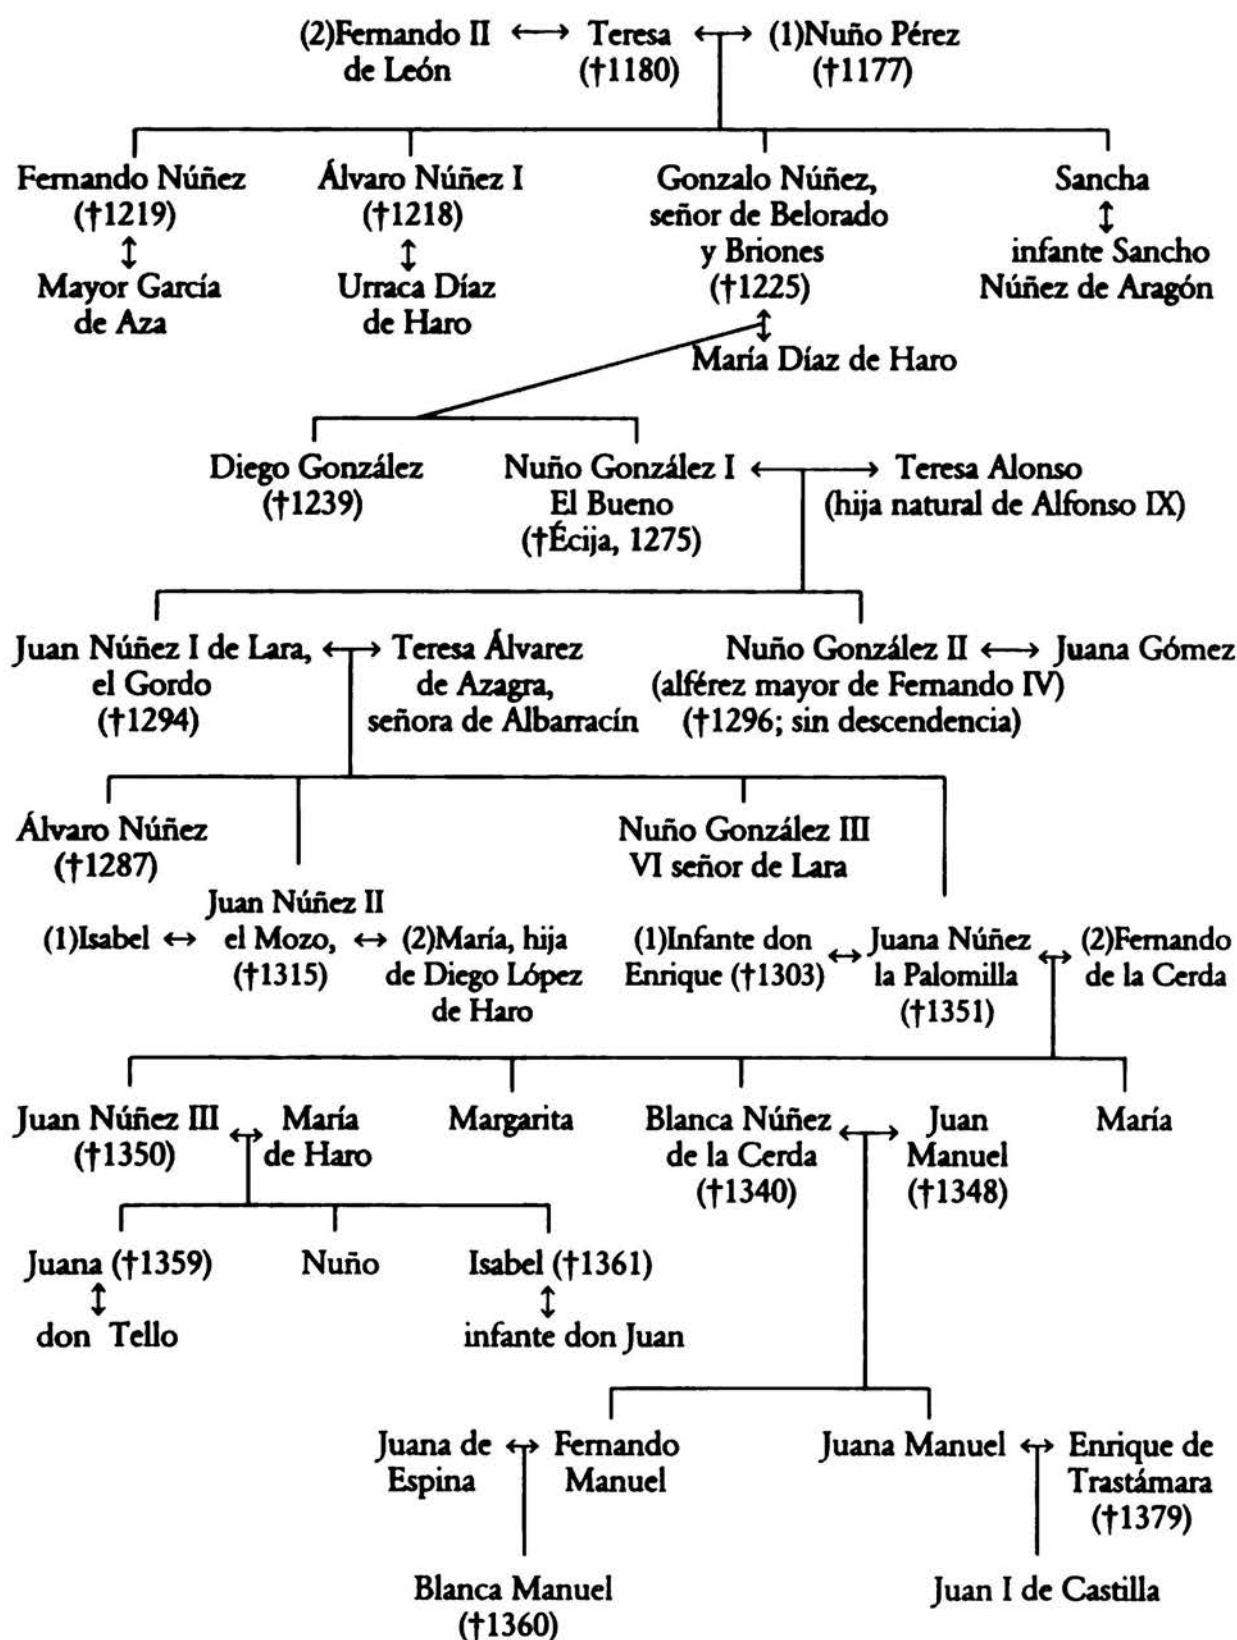 (2)Fernando II ↔ Teresa ↔ (1)Nuño Pérez
de León (†1180) (†1177)
Fernando Núñez Álvaro Núñez I Gonzalo Núñez, Sancha
(†1219) (†1218) señor de Belorado ↕
↕ ↕ y Briones infante Sancho
Mayor García Urraca Díaz (†1225) Núñez de Aragón
de Aza de Haro ↕
María Díaz de Haro
Diego González Nuño González I ↔ Teresa Alonso
(†1239) El Bueno (hija natural de Alfonso IX)
(†Écija, 1275)
Juan Núñez I de Lara, ↔ Teresa Álvarez Nuño González II ↔ Juana Gómez
el Gordo de Azagra, (alférez mayor de Fernando IV)
(†1294) señora de Albarracín (†1296; sin descendencia)
Álvaro Núñez Nuño González III
(†1287) VI señor de Lara
Juan Núñez II
(1)Isabel ↔ el Mozo, ↔ (2)María, hija (1)Infante don ↔ Juana Núñez ↔ (2)Fernando
(†1315) de Diego López Enrique (†1303) la Palomilla de la Cerda
de Haro (†1351)
Juan Núñez III ↔ María Margarita Blanca Núñez ↔ Juan María
(†1350) de Haro de la Cerda Manuel
(†1340) (†1348)
Juana (†1359) Nuño Isabel (†1361)
↕ ↕
don Tello infante don Juan
Juana de ↔ Fernando Juana Manuel ↔ Enrique de
Espina Manuel Trastámara
(†1379)
Blanca Manuel Juan I de Castilla
(†1360)